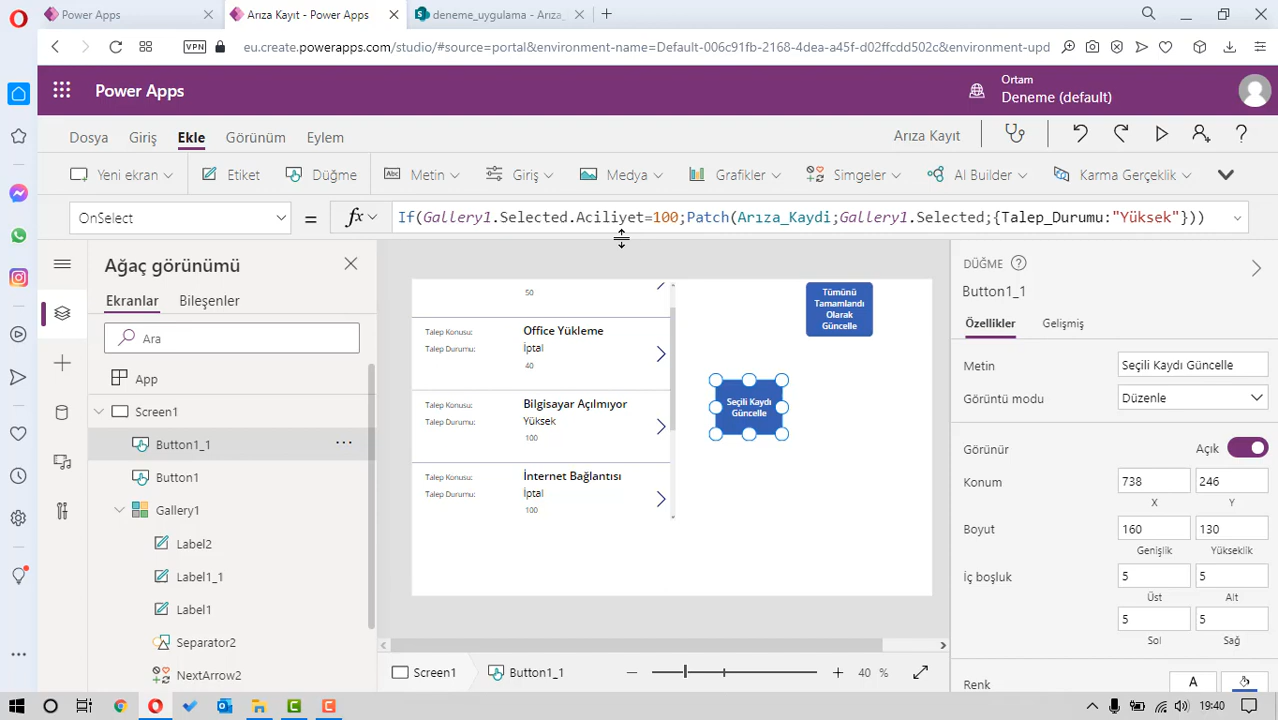 Power Apps
Arıza Kayıt - Power Apps
deneme_uygulama - Arıza_
VPN
eu.create.powerapps.com/studio/#source=portal&environment-name=Default-006c91fb-2168-4dea-a45f-d02ffcdd502c&environment-upd
Power Apps
Ortam
Deneme (default)
Dosya
Giriş
Ekle
Görünüm
Eylem
Arıza Kayıt
Yeni ekran
Etiket
Düğme
Metin
Giriş
Medya
Grafikler
Simgeler
AI Builder
Karma Gerçeklik
OnSelect
= fx
If(Gallery1.Selected.Aciliyet=100;Patch(Arıza_Kaydi;Gallery1.Selected;{Talep_Durumu:"Yüksek"}))
Ağaç görünümü
Ekranlar
Bileşenler
Ara
App
Screen1
Button1_1
Button1
Gallery1
Label2
Label1_1
Label1
Separator2
NextArrow2
50
Talep Konusu: Office Yükleme
Talep Durumu: İptal
40
Talep Konusu: Bilgisayar Açılmıyor
Talep Durumu: Yüksek
100
Talep Konusu: İnternet Bağlantısı
Talep Durumu: İptal
100
Tümünü
Tamamlandı
Olarak
Güncelle
Seçili Kaydı
Güncelle
Screen1
Button1_1
40 %
DÜĞME
Button1_1
Özellikler
Gelişmiş
Metin
Seçili Kaydı Güncelle
Görüntü modu
Düzenle
Görünür
Açık
Konum
738
246
X
Y
Boyut
160
130
Genişlik
Yükseklik
İç boşluk
5
5
Üst
Alt
5
5
Sol
Sağ
Renk
A
19:40